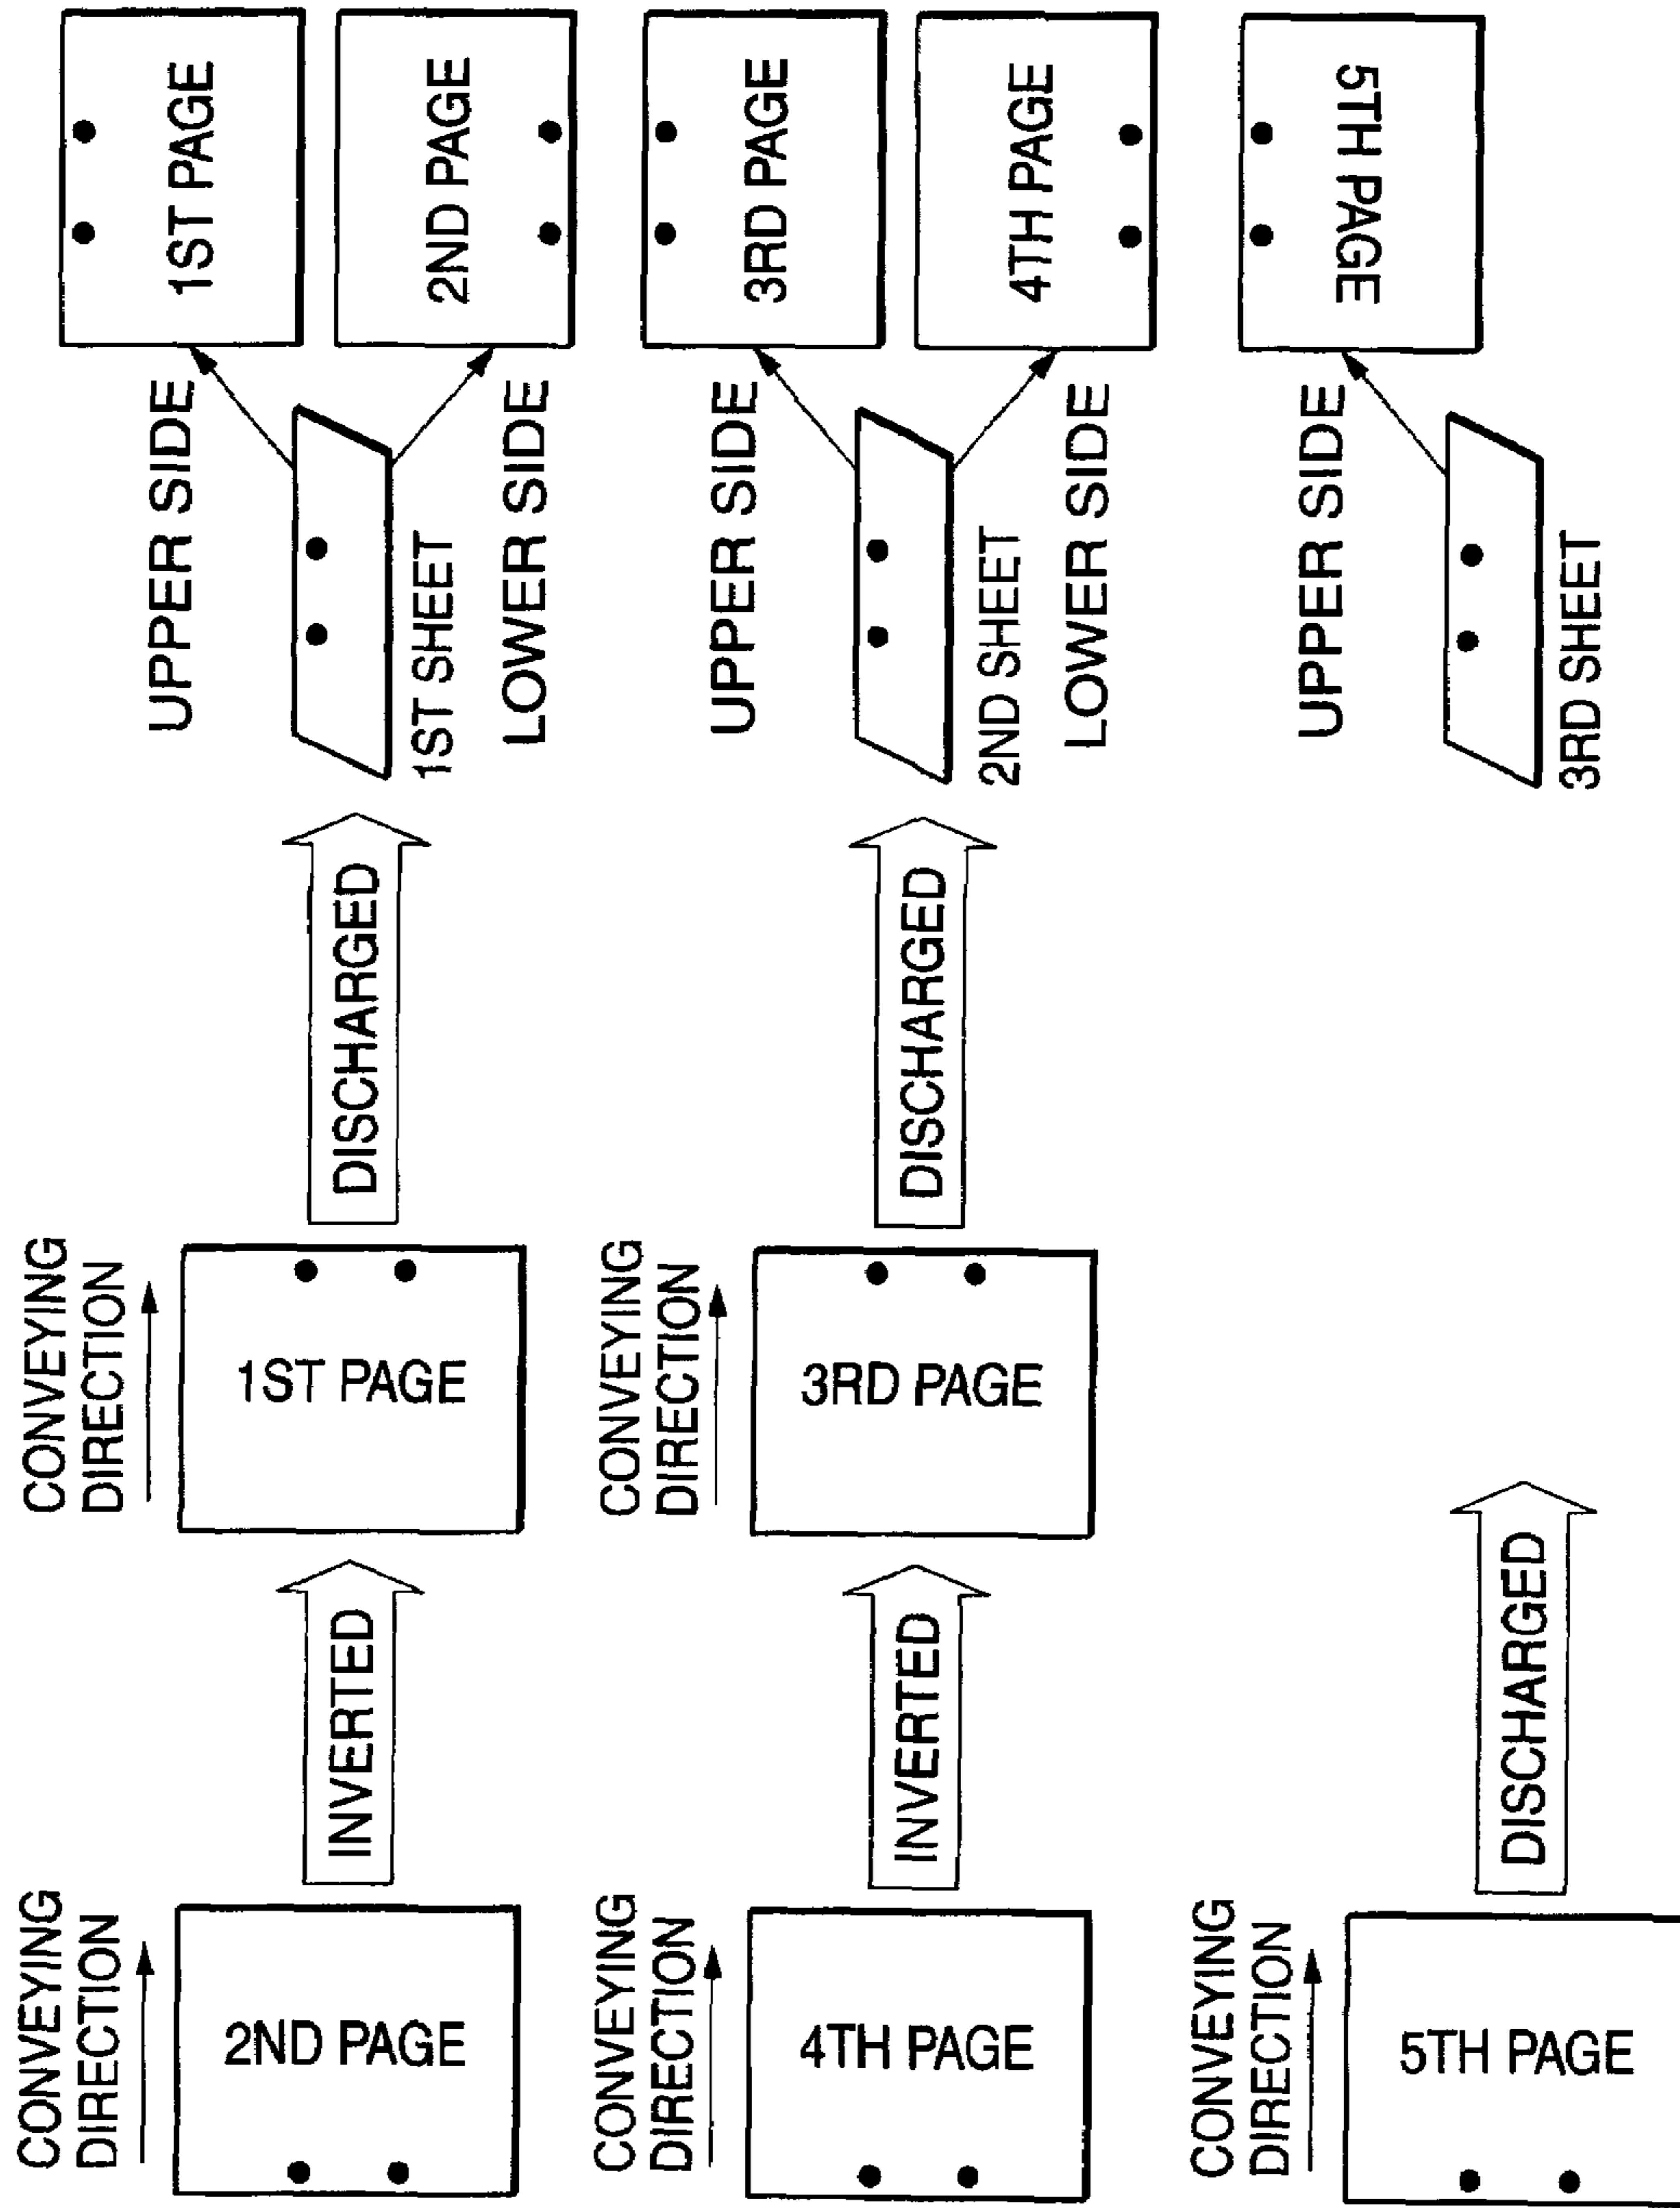 CONVEYING
DIRECTION
2ND PAGE
INVERTED
CONVEYING
DIRECTION
1ST PAGE
DISCHARGED
UPPER SIDE
1ST SHEET
LOWER SIDE
1ST PAGE
2ND PAGE
CONVEYING
DIRECTION
4TH PAGE
INVERTED
CONVEYING
DIRECTION
3RD PAGE
DISCHARGED
UPPER SIDE
2ND SHEET
LOWER SIDE
3RD PAGE
4TH PAGE
CONVEYING
DIRECTION
5TH PAGE
DISCHARGED
UPPER SIDE
3RD SHEET
5TH PAGE